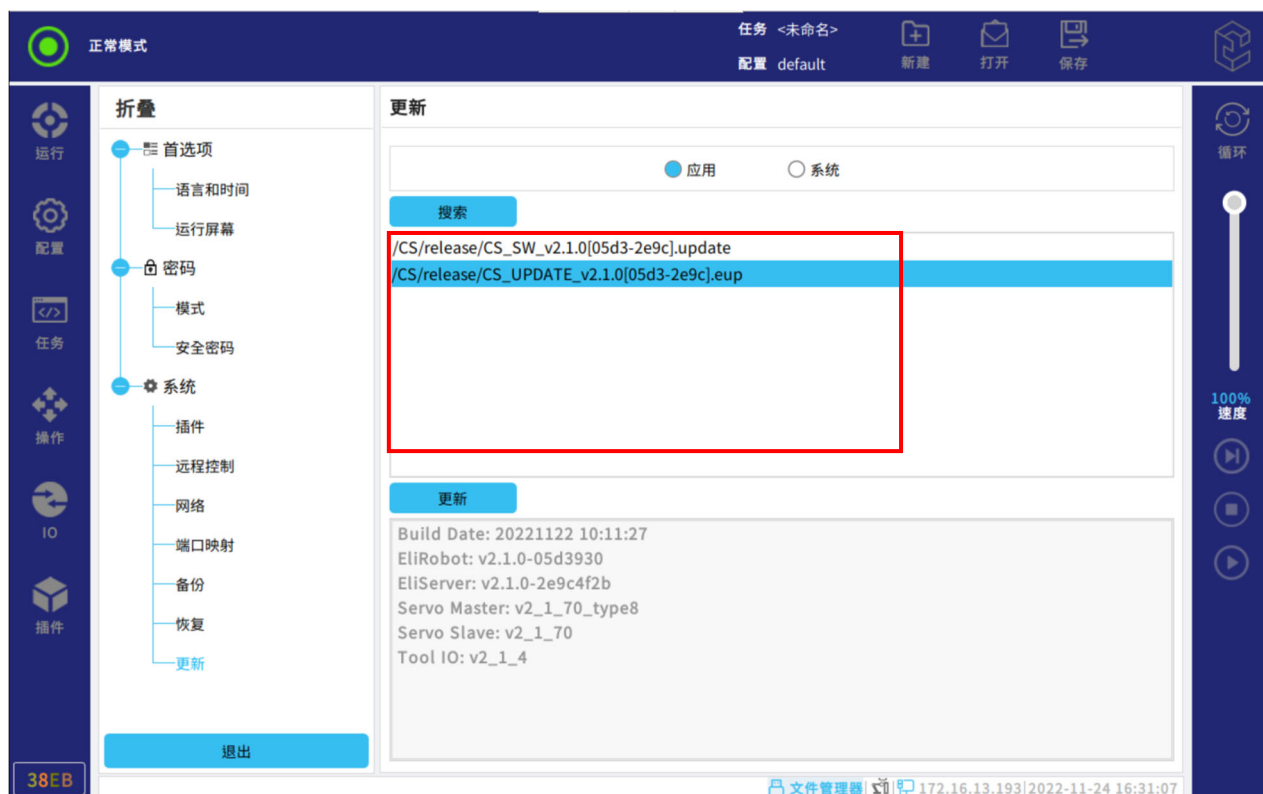 正常模式
任务 <未命名>
配置 default
新建
打开
保存
运行
配置
任务
操作
IO
插件
38EB
折叠
首选项
语言和时间
运行屏幕
密码
模式
安全密码
系统
插件
远程控制
网络
端口映射
备份
恢复
更新
退出
更新
应用 系统
搜索
/CS/release/CS_SW_v2.1.0[05d3-2e9c].update
/CS/release/CS_UPDATE_v2.1.0[05d3-2e9c].eup
更新
Build Date: 20221122 10:11:27
EliRobot: v2.1.0-05d3930
EliServer: v2.1.0-2e9c4f2b
Servo Master: v2_1_70_type8
Servo Slave: v2_1_70
Tool IO: v2_1_4
循环
100%
速度
文件管理器| |172.16.13.193|2022-11-24 16:31:07